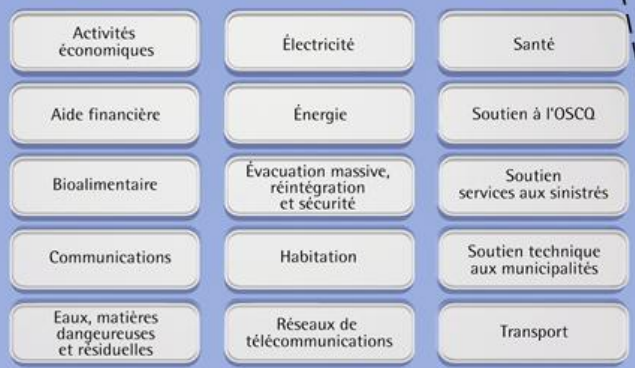 Activités
économiques
Électricité
Santé
Aide financière
Énergie
Soutien à l'OSCQ
Bioalimentaire
Évacuation massive,
réintégration
et sécurité
Soutien
services aux sinistrés
Communications
Habitation
Soutien technique
aux municipalités
Eaux, matières
dangeureuses
et résiduelles
Réseaux de
télécommunications
Transport